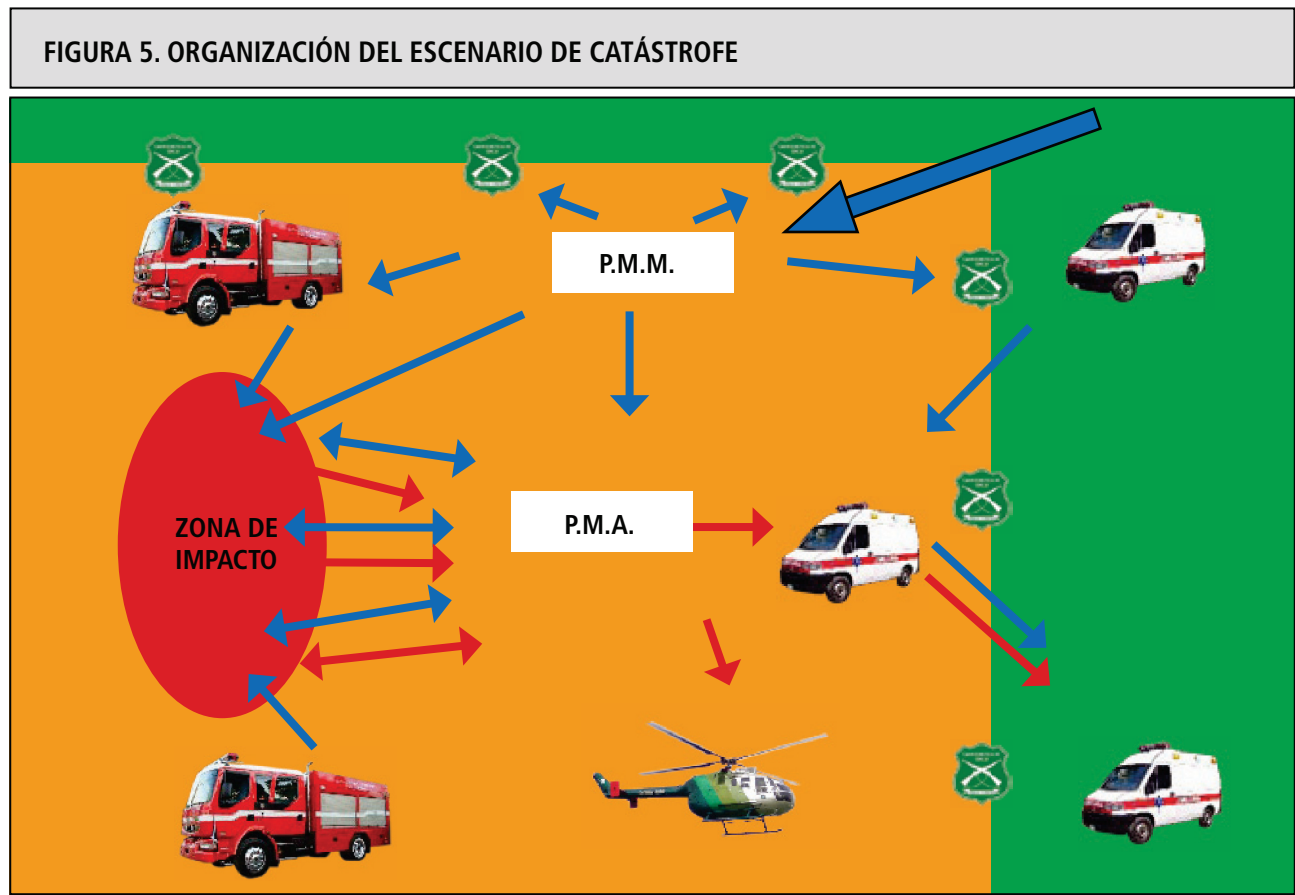 FIGURA 5. ORGANIZACIÓN DEL ESCENARIO DE CATÁSTROFE
P.M.M.
ZONA DE
IMPACTO
P.M.A.